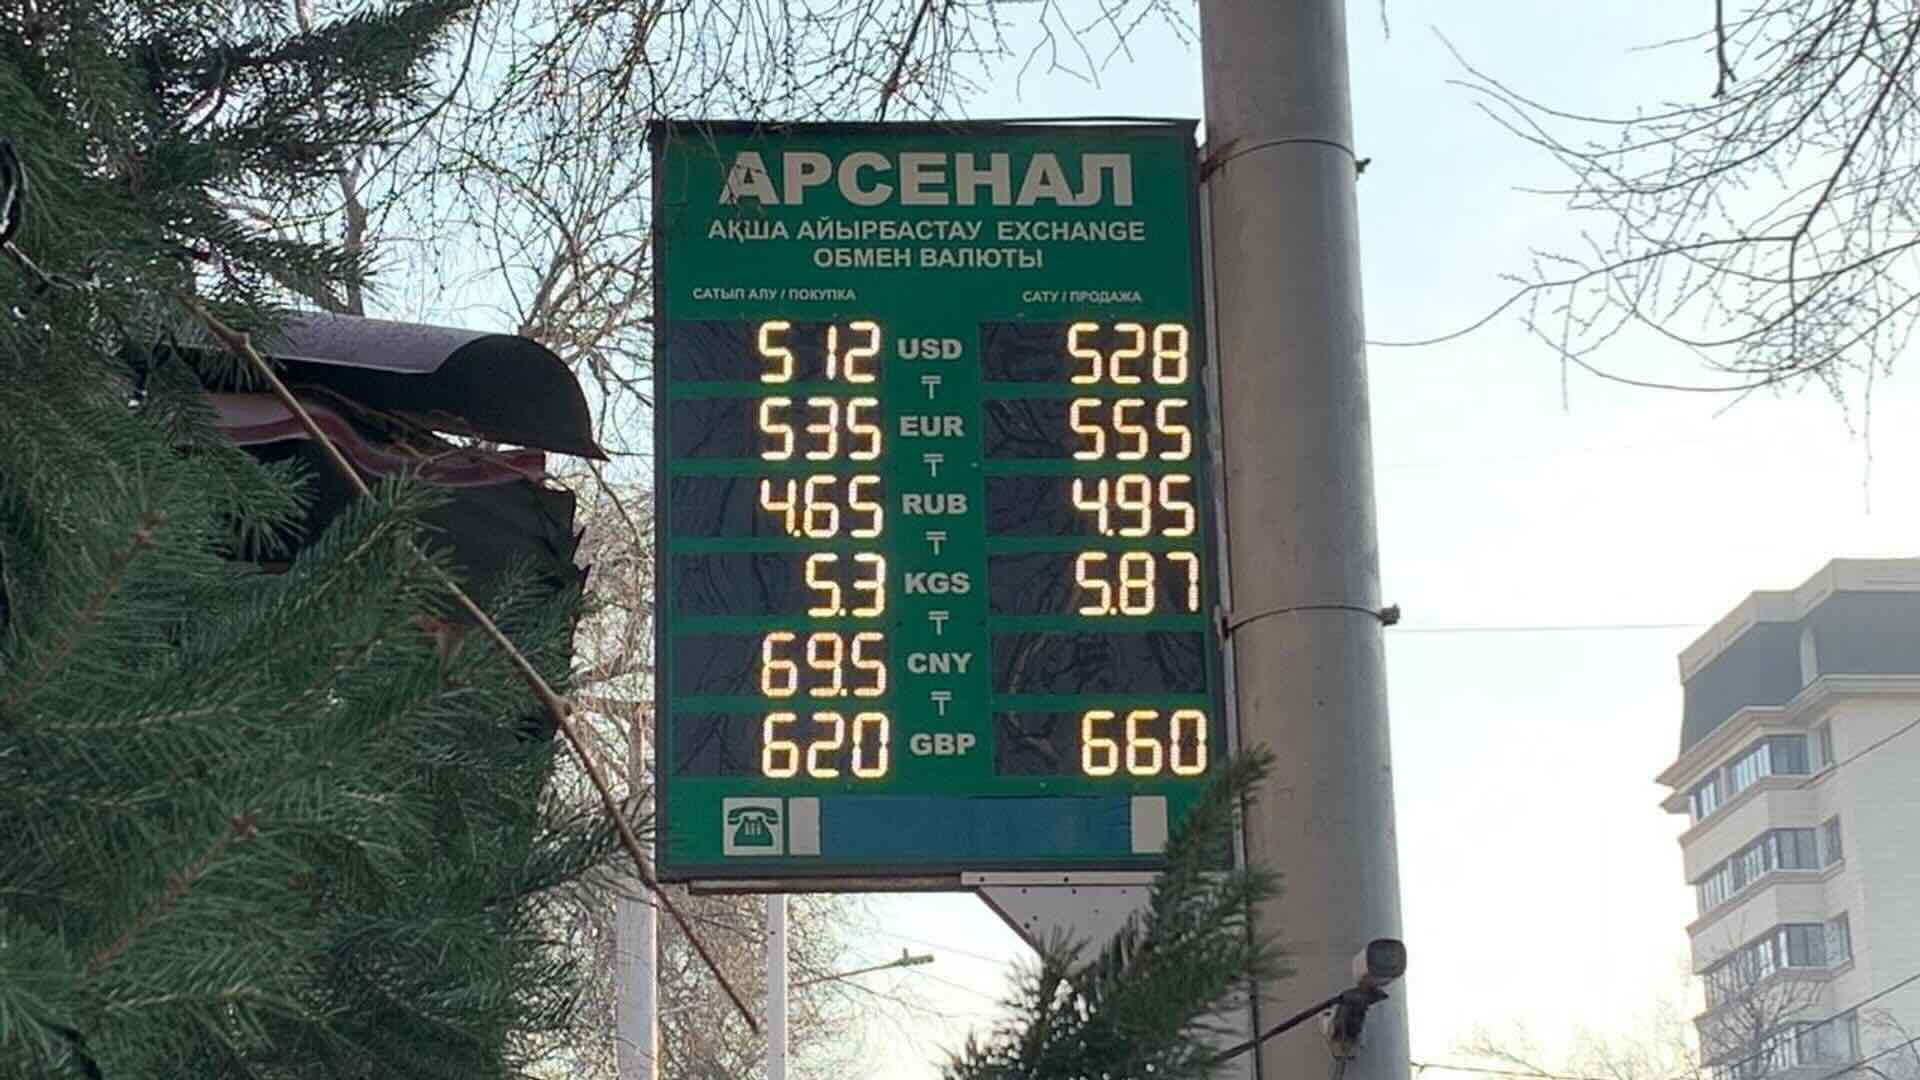 АРСЕНАЛ
АҚША АЙЫРБАСТАУ EXCHANGE
ОБМЕН ВАЛЮТЫ
САТЫП АЛУ / ПОКУПКА САТУ / ПРОДАЖА
512 USD 528
₸
535 EUR 555
₸
4.65 RUB 4.95
₸
5.3 KGS 5.87
₸
69.5 CNY
₸
620 GBP 660